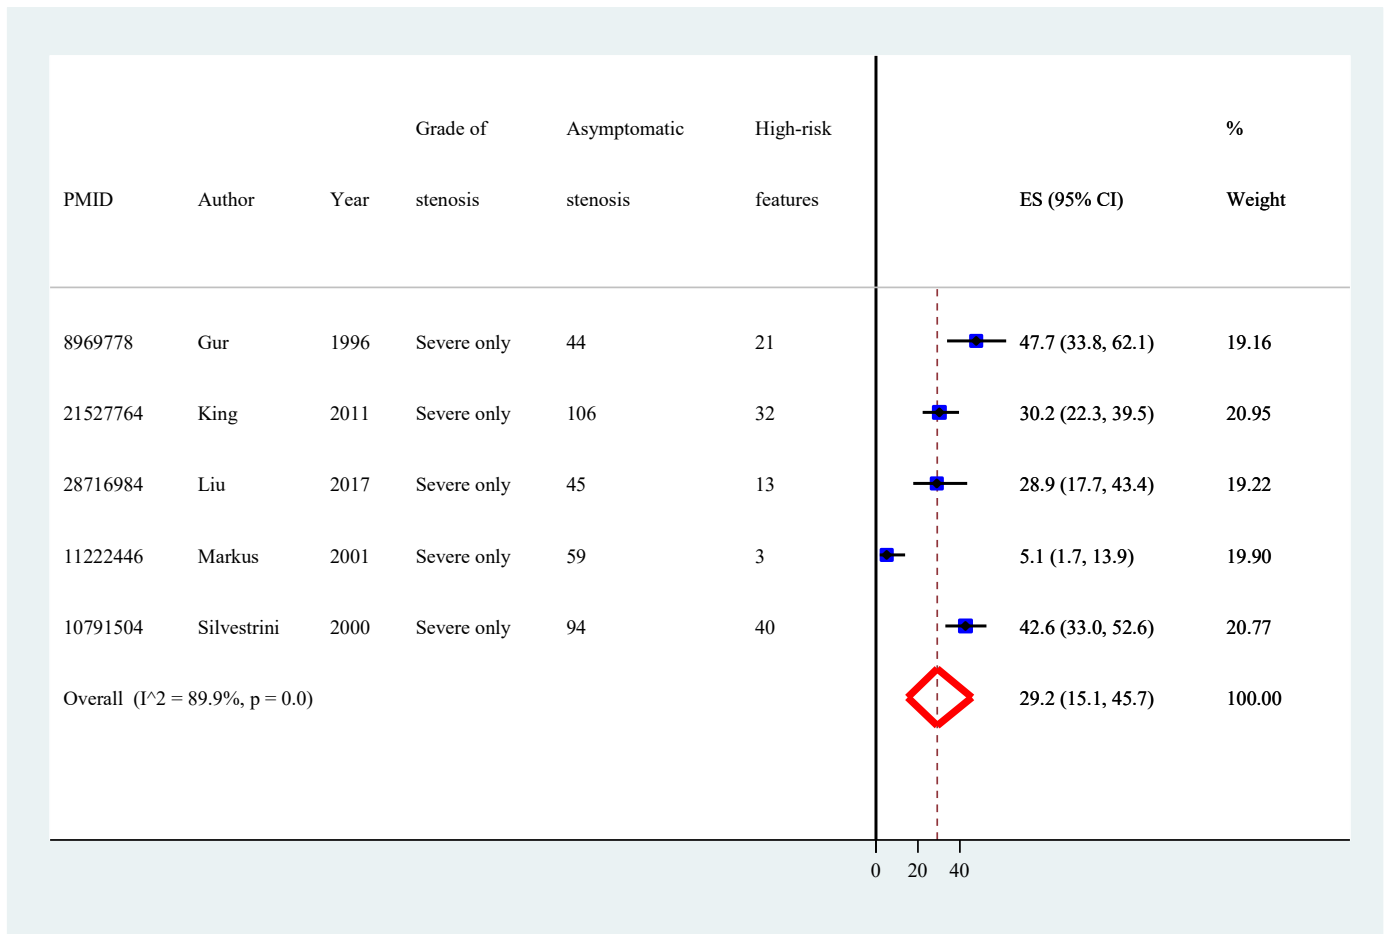 Grade of Asymptomatic High-risk %
PMID Author Year stenosis stenosis features ES (95% CI) Weight
8969778 Gur 1996 Severe only 44 21 47.7 (33.8, 62.1) 19.16
21527764 King 2011 Severe only 106 32 30.2 (22.3, 39.5) 20.95
28716984 Liu 2017 Severe only 45 13 28.9 (17.7, 43.4) 19.22
11222446 Markus 2001 Severe only 59 3 5.1 (1.7, 13.9) 19.90
10791504 Silvestrini 2000 Severe only 94 40 42.6 (33.0, 52.6) 20.77
Overall (I^2 = 89.9%, p = 0.0) 29.2 (15.1, 45.7) 100.00
0 20 40